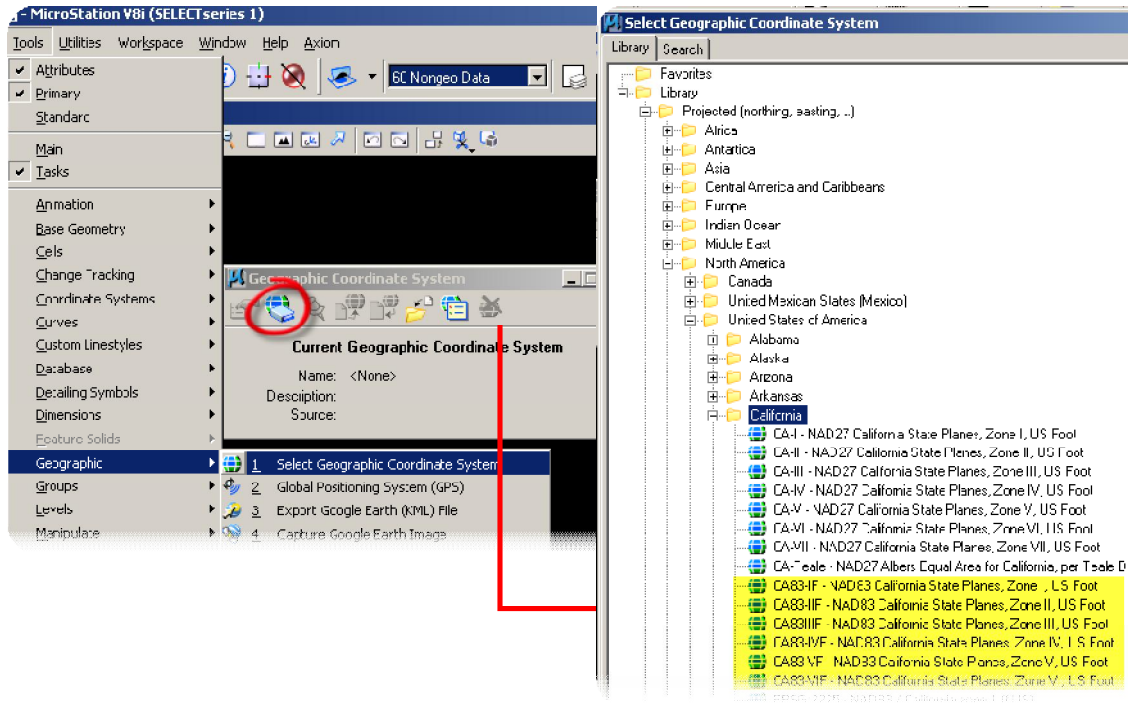 - MicroStation V8i (SELECTseries 1)
Tools Utilities Workspace Window Help Axion
Attributes
Primary
Standard
Main
Tasks
Animation
Base Geometry
Cels
Change Tracking
Coordinate Systems
Curves
Custom Linestyles
Database
Detailing Symbols
Dimensions
Feature Solids
Geographic
Groups
Levels
Manipulate
6C Nongeo Data
Geographic Coordinate System
Current Geographic Coordinate System
Name: <None>
Description:
Source:
1 Select Geographic Coordinate System
2 Global Positioning System (GPS)
3 Export Google Earth (KML) File
4 Capture Google Earth Image
Select Geographic Coordinate System
Library Search
Favorites
Library
Projected (northing, easting, ..)
Africa
Antartica
Asia
Central America and Caribbeans
Europe
Indian Ocean
Middle East
North America
Canada
United Mexican States (Mexico)
United States of America
Alabama
Alaska
Arizona
Arkansas
California
CA-I - NAD27 California State Planes, Zone I, US Foot
CA-II - NAD27 California State Planes, Zone II, US Foot
CA-III - NAD27 California State Planes, Zone III, US Foot
CA-IV - NAD27 California State Planes, Zone IV, US Foot
CA-V - NAD27 California State Planes, Zone V, US Foot
CA-VI - NAD27 California State Planes, Zone VI, US Foot
CA-VII - NAD27 California State Planes, Zone VII, US Foot
CA-Teale - NAD27 Albers Equal Area for California, per Teale D
CA83-IF - NAD83 California State Planes, Zone I, US Foot
CA83-IIF - NAD83 California State Planes, Zone II, US Foot
CA83IIIF - NAD83 California State Planes, Zone III, US Foot
CA83-IVF - NAD83 California State Planes, Zone IV, US Foot
CA83-VF - NAD83 California State Planes, Zone V, US Foot
CA83-VIF - NAD83 California State Planes, Zone VI, US Foot